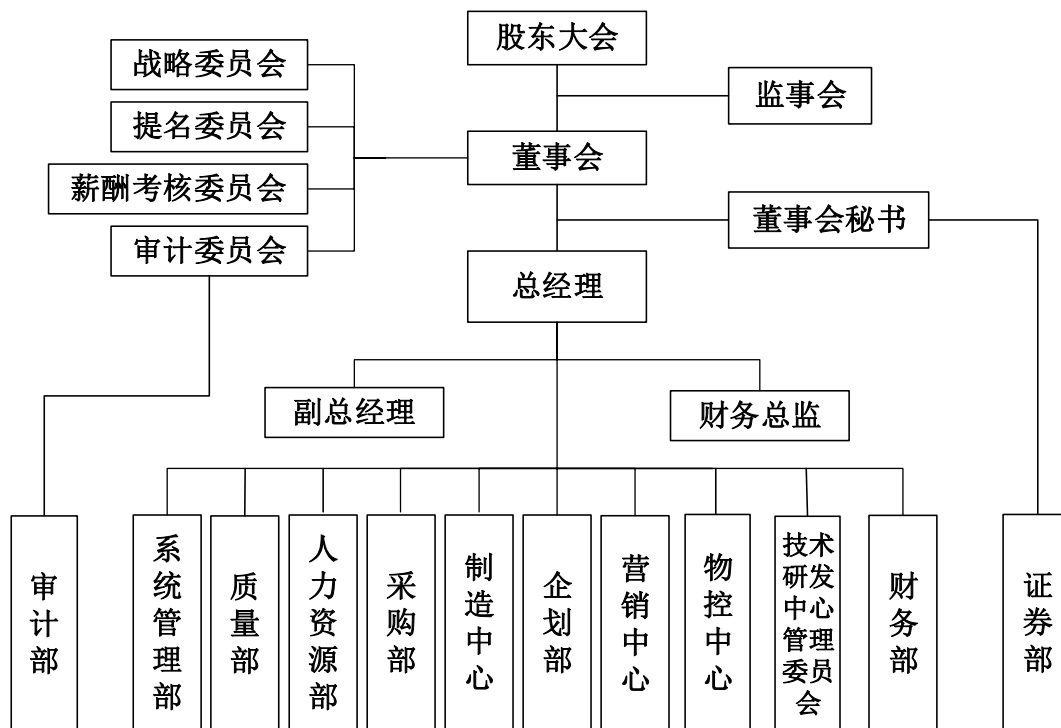 股东大会
战略委员会
监事会
提名委员会
董事会
薪酬考核委员会
董事会秘书
审计委员会
总经理
副总经理
财务总监
审计部
系统管理部
质量部
人力资源部
采购部
制造中心
企划部
营销中心
物控中心
技术研发中心管理委员会
财务部
证券部